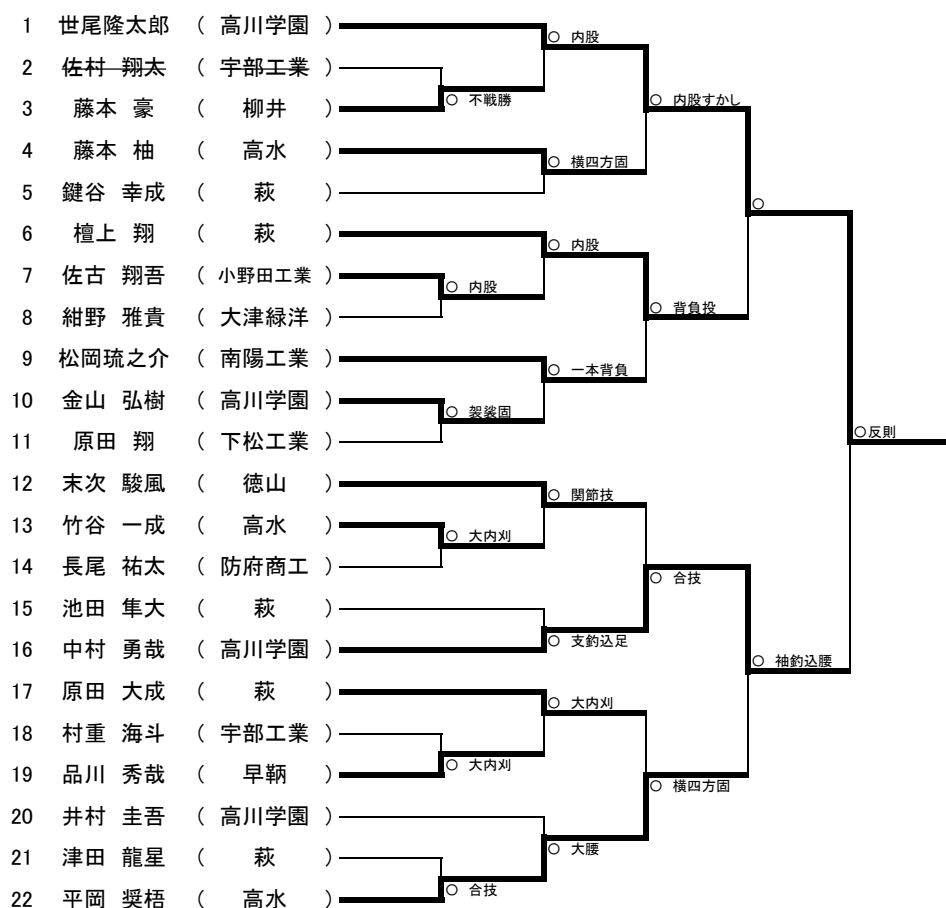 1 世尾隆太郎 ( 高川学園 )
○ 内股
2 佐村 翔太 ( 宇部工業 )
○ 不戦勝
3 藤本 豪 ( 柳井 )
○ 内股すかし
4 藤本 柚 ( 高水 )
○ 横四方固
5 鍵谷 幸成 ( 萩 )
○
6 檀上 翔 ( 萩 )
○ 内股
7 佐古 翔吾 ( 小野田工業 )
○ 内股
8 紺野 雅貴 ( 大津緑洋 )
○ 背負投
9 松岡琉之介 ( 南陽工業 )
○ 一本背負
10 金山 弘樹 ( 高川学園 )
○ 袈裟固
11 原田 翔 ( 下松工業 )
○反則
12 末次 駿風 ( 徳山 )
○ 関節技
13 竹谷 一成 ( 高水 )
○ 大内刈
14 長尾 祐太 ( 防府商工 )
○ 合技
15 池田 隼大 ( 萩 )
○ 支釣込足
16 中村 勇哉 ( 高川学園 )
○ 袖釣込腰
17 原田 大成 ( 萩 )
○ 大内刈
18 村重 海斗 ( 宇部工業 )
○ 大内刈
19 品川 秀哉 ( 早鞆 )
○ 横四方固
20 井村 圭吾 ( 高川学園 )
○ 大腰
21 津田 龍星 ( 萩 )
○ 合技
22 平岡 奨梧 ( 高水 )